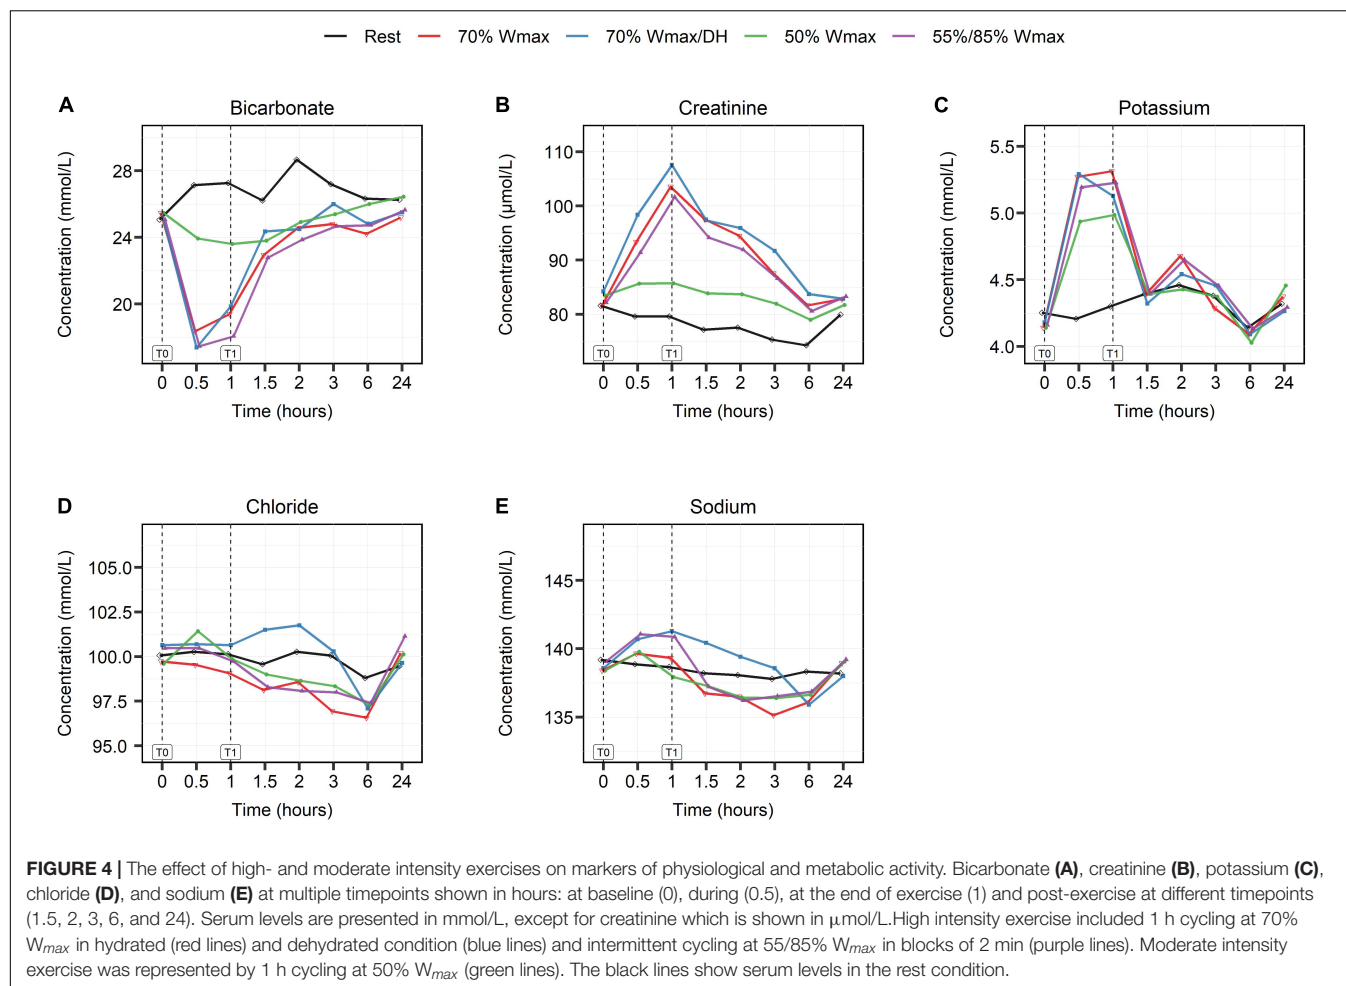 Rest 70% Wmax 70% Wmax/DH 50% Wmax 55%/85% Wmax
A Bicarbonate
Concentration (mmol/L)
28
24
20
T0 T1
0 0.5 1 1.5 2 3 6 24
Time (hours)
B Creatinine
Concentration (µmol/L)
110
100
90
80
T0 T1
0 0.5 1 1.5 2 3 6 24
Time (hours)
C Potassium
Concentration (mmol/L)
5.5
5.0
4.5
4.0
T0 T1
0 0.5 1 1.5 2 3 6 24
Time (hours)
D Chloride
Concentration (mmol/L)
105.0
102.5
100.0
97.5
95.0
T0 T1
0 0.5 1 1.5 2 3 6 24
Time (hours)
E Sodium
Concentration (mmol/L)
145
140
135
T0 T1
0 0.5 1 1.5 2 3 6 24
Time (hours)
FIGURE 4 | The effect of high- and moderate intensity exercises on markers of physiological and metabolic activity. Bicarbonate (A), creatinine (B), potassium (C),
chloride (D), and sodium (E) at multiple timepoints shown in hours: at baseline (0), during (0.5), at the end of exercise (1) and post-exercise at different timepoints
(1.5, 2, 3, 6, and 24). Serum levels are presented in mmol/L, except for creatinine which is shown in µmol/L.High intensity exercise included 1 h cycling at 70%
Wmax in hydrated (red lines) and dehydrated condition (blue lines) and intermittent cycling at 55/85% Wmax in blocks of 2 min (purple lines). Moderate intensity
exercise was represented by 1 h cycling at 50% Wmax (green lines). The black lines show serum levels in the rest condition.